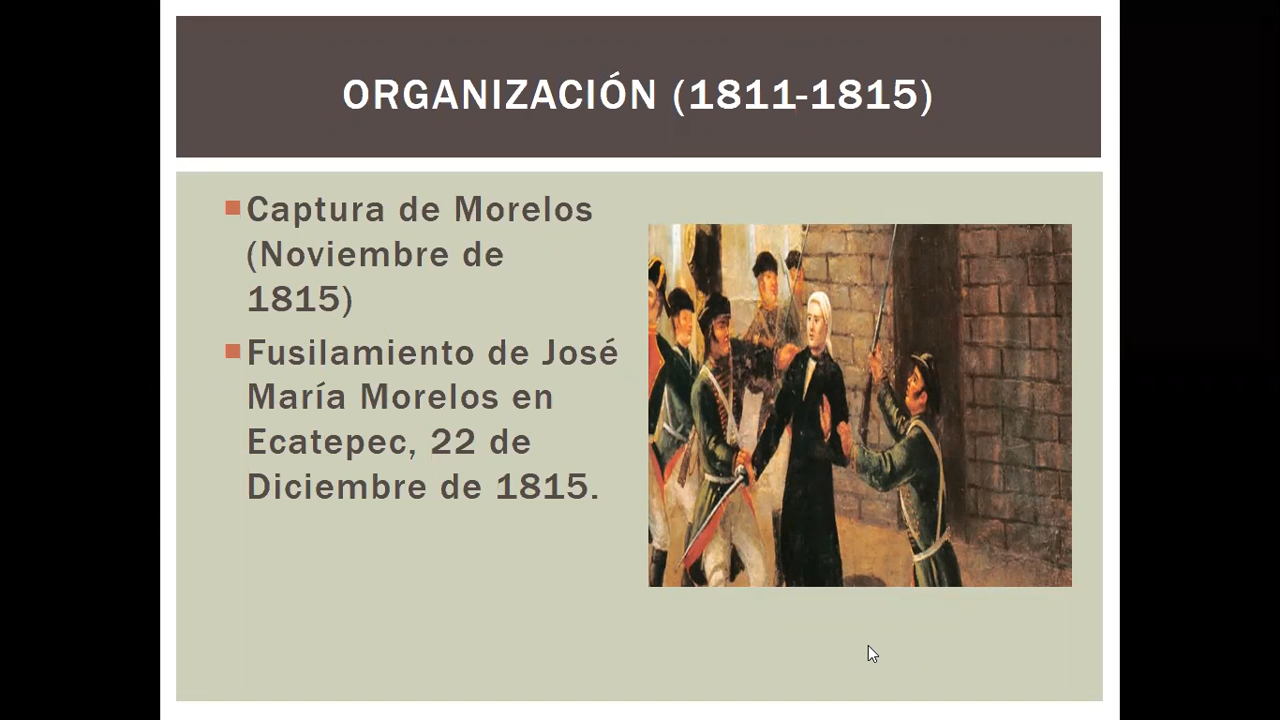 ORGANIZACIÓN (1811-1815)
Captura de Morelos
(Noviembre de
1815)
Fusilamiento de José
María Morelos en
Ecatepec, 22 de
Diciembre de 1815.